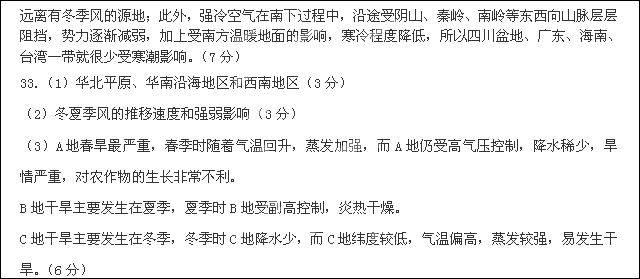 远离有冬季风的源地；此外，强冷空气在南下过程中，沿途受阴山、秦岭、南岭等东西向山脉层层
阻挡，势力逐渐减弱，加上受南方温暖地面的影响，寒冷程度降低，所以四川盆地、广东、海南、
台湾一带就很少受寒潮影响。（7 分）
33.（1）华北平原、华南沿海地区和西南地区（3 分）
（2）冬夏季风的推移速度和强弱影响（3 分）
（3）A地春旱最严重，春季时随着气温回升，蒸发加强，而 A 地仍受高气压控制，降水稀少，旱
情严重，对农作物的生长非常不利。
B 地干旱主要发生在夏季，夏季时 B 地受副高控制，炎热干燥。
C 地干旱主要发生在冬季，冬季时 C 地降水少，而 C 地纬度较低，气温偏高，蒸发较强，易发生干
旱。（6 分）